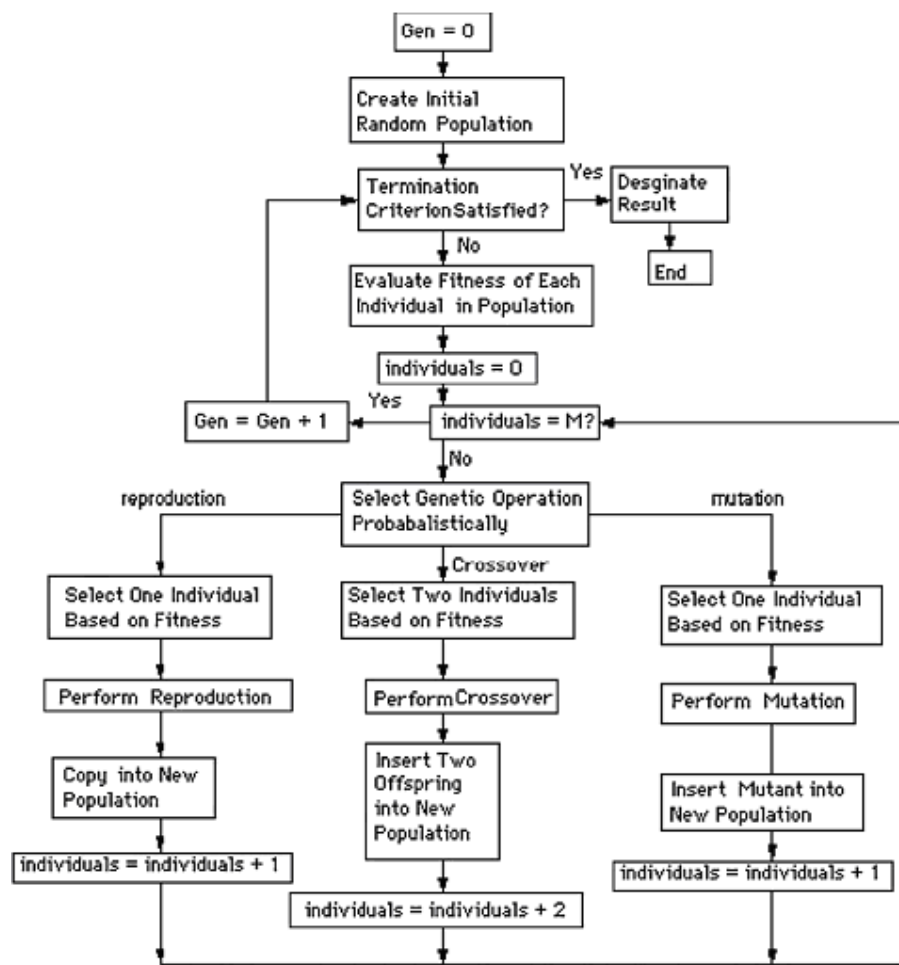 Gen = 0
Create Initial
Random Population
Termination
Criterion Satisfied?
Yes
Desginate
Result
End
No
Evaluate Fitness of Each
Individual in Population
individuals = 0
Gen = Gen + 1
Yes
individuals = M?
No
reproduction
Select Genetic Operation
Probabalistically
mutation
Crossover
Select One Individual
Based on Fitness
Select Two Individuals
Based on Fitness
Select One Individual
Based on Fitness
Perform Reproduction
Perform Crossover
Perform Mutation
Copy into New
Population
Insert Two
Offspring
into New
Population
Insert Mutant into
New Population
individuals = individuals + 1
individuals = individuals + 2
individuals = individuals + 1